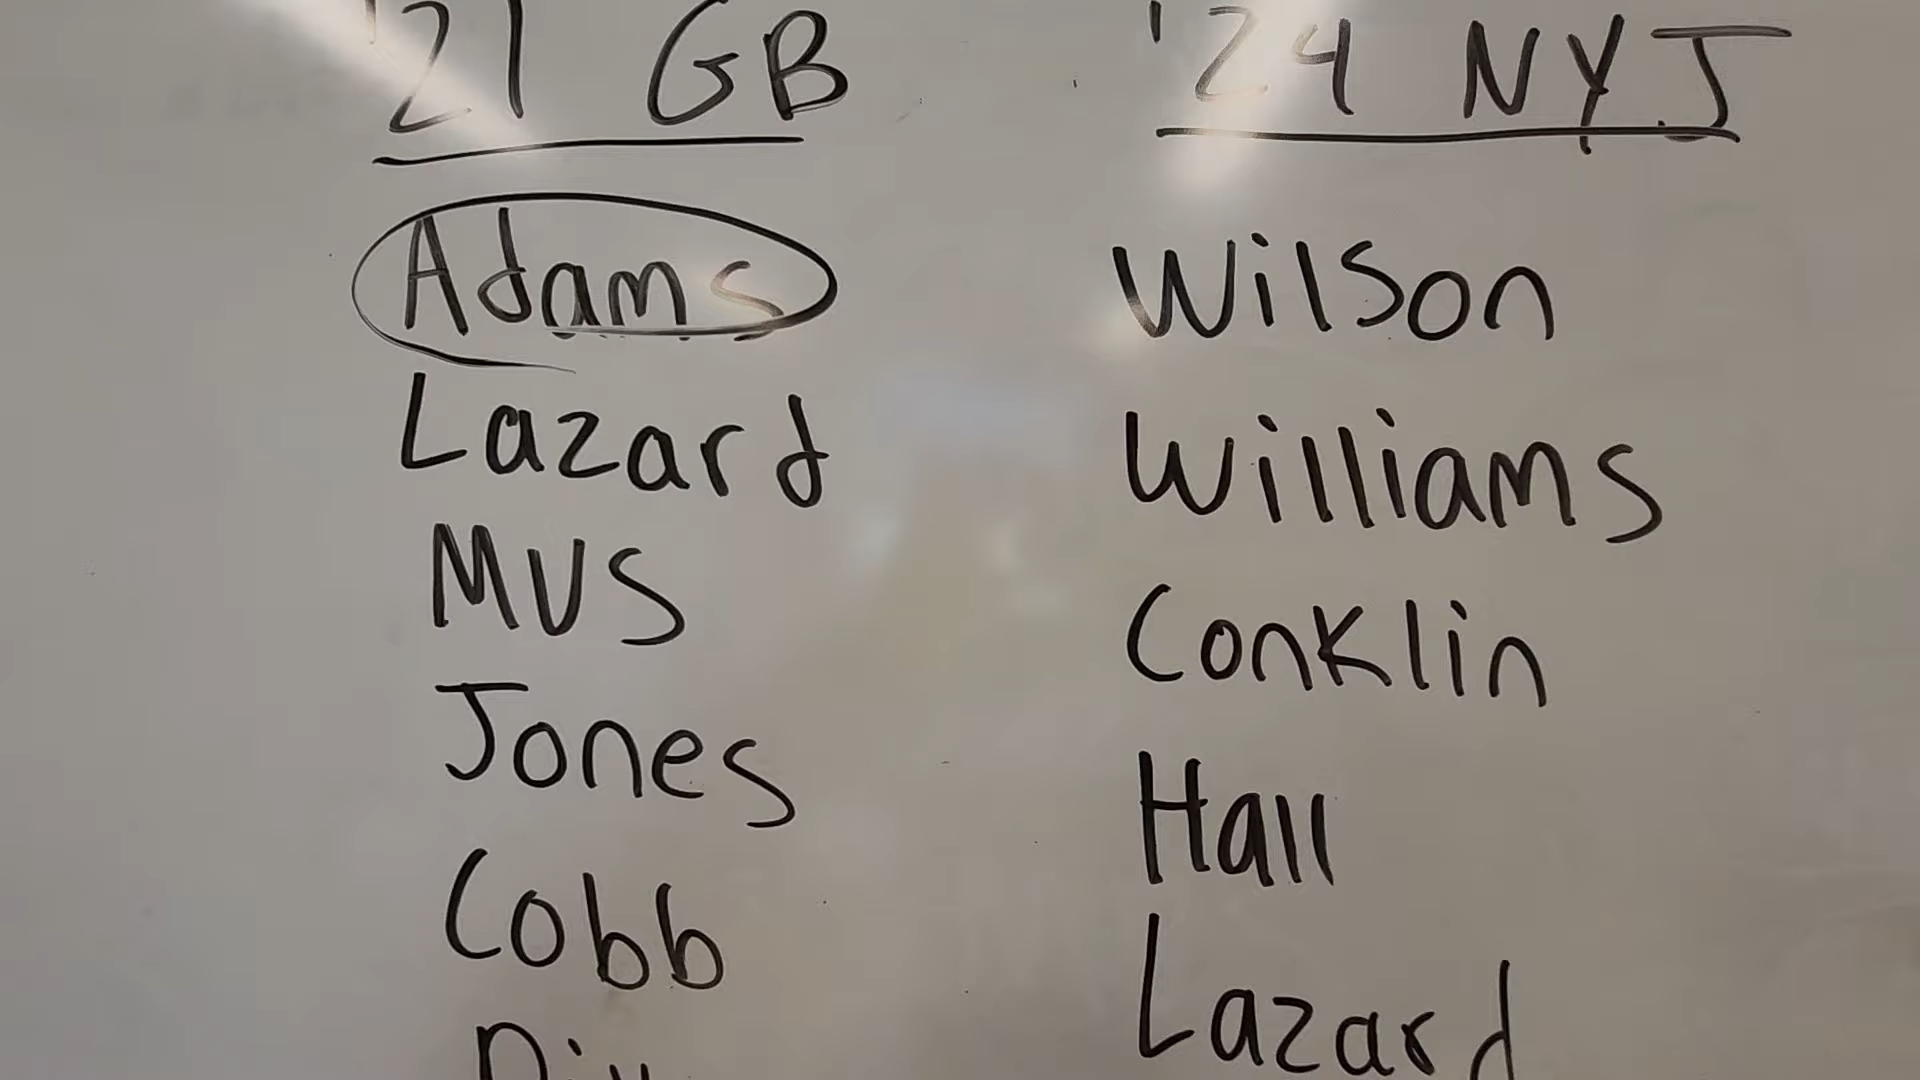 '21 GB
Adams
Lazard
MVS
Jones
Cobb
'24 NYJ
Wilson
Williams
Conklin
Hall
Lazard